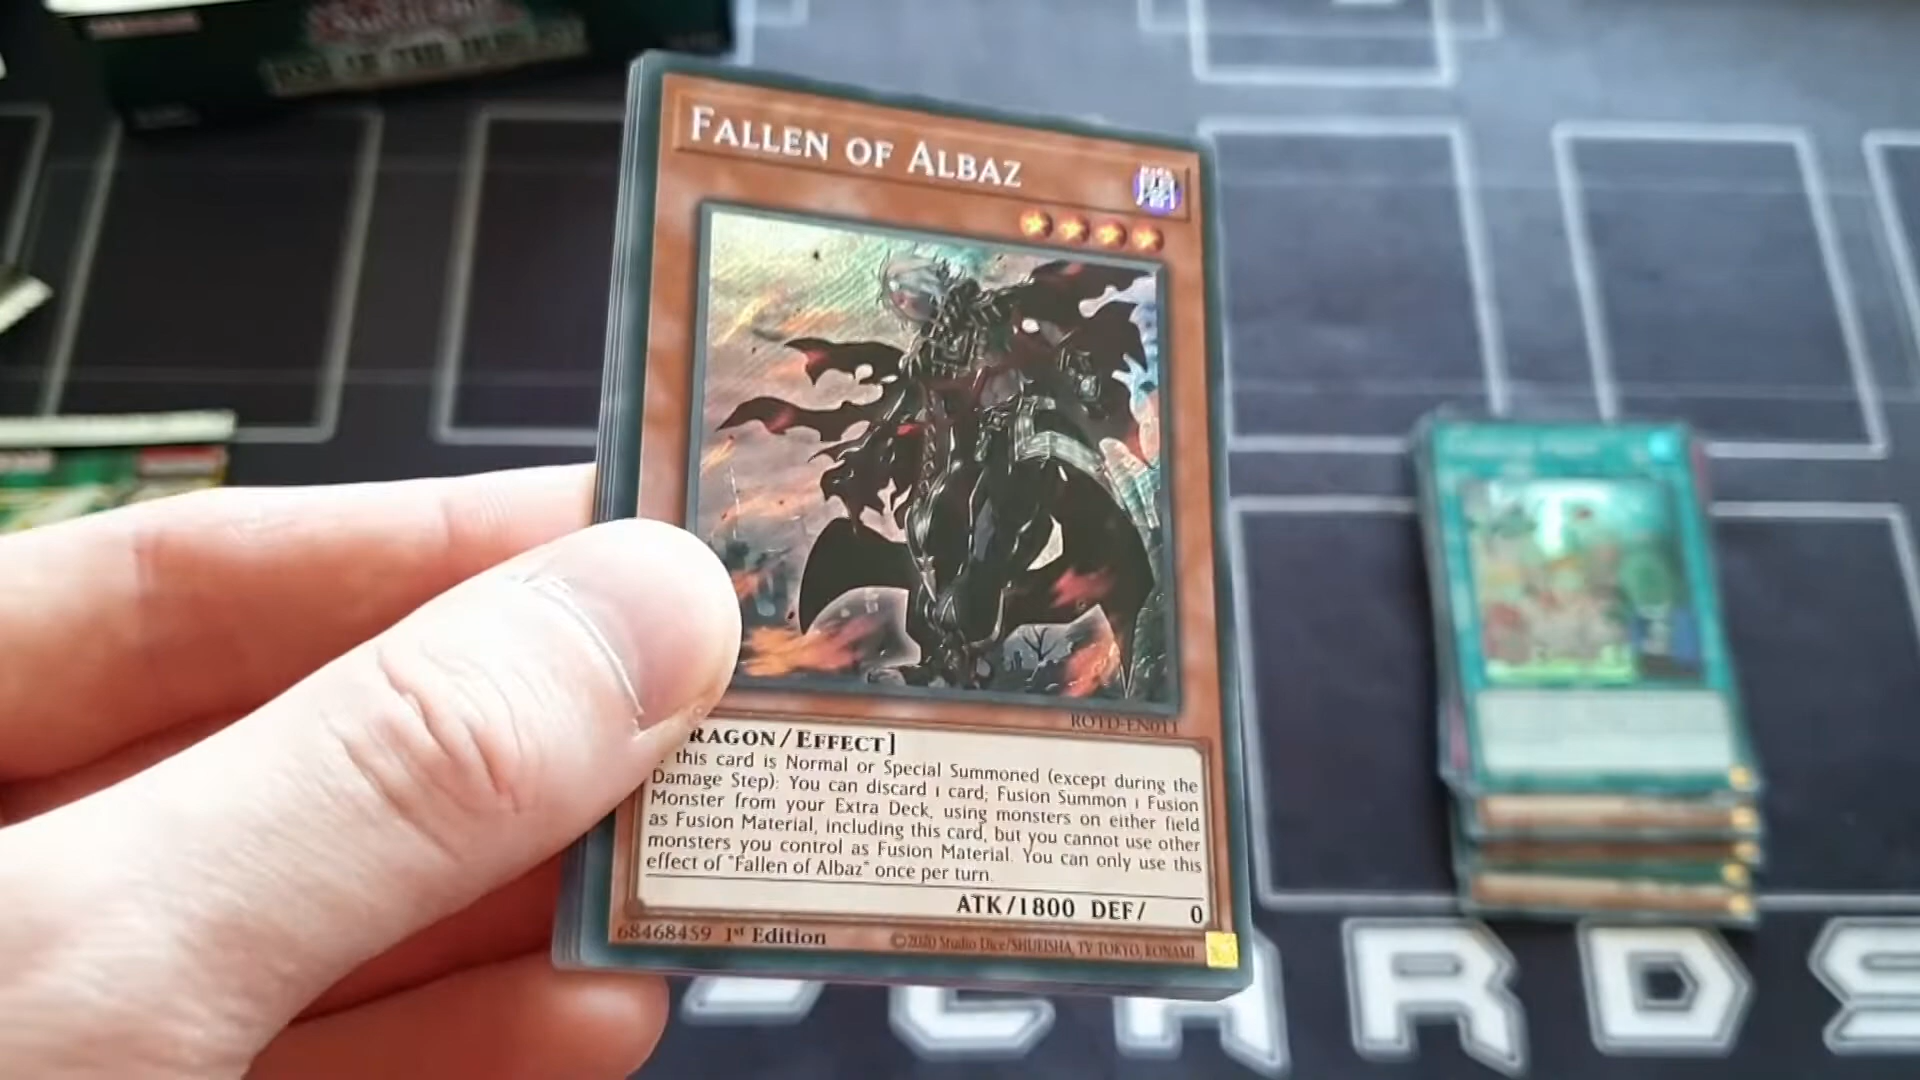 FALLEN OF ALBAZ
ROTD-EN011
RAGON/EFFECT]
this card is Normal or Special Summoned (except during the
Damage Step): You can discard 1 card; Fusion Summon 1 Fusion
Monster from your Extra Deck, using monsters on either field
as Fusion Material, including this card, but you cannot use other
monsters you control as Fusion Material. You can only use this
effect of "Fallen of Albaz" once per turn.
ATK/1800 DEF/ 0
68468459 1st Edition ©2020 Studio Dice/SHUEISHA, TV TOKYO, KONAMI
CARDS